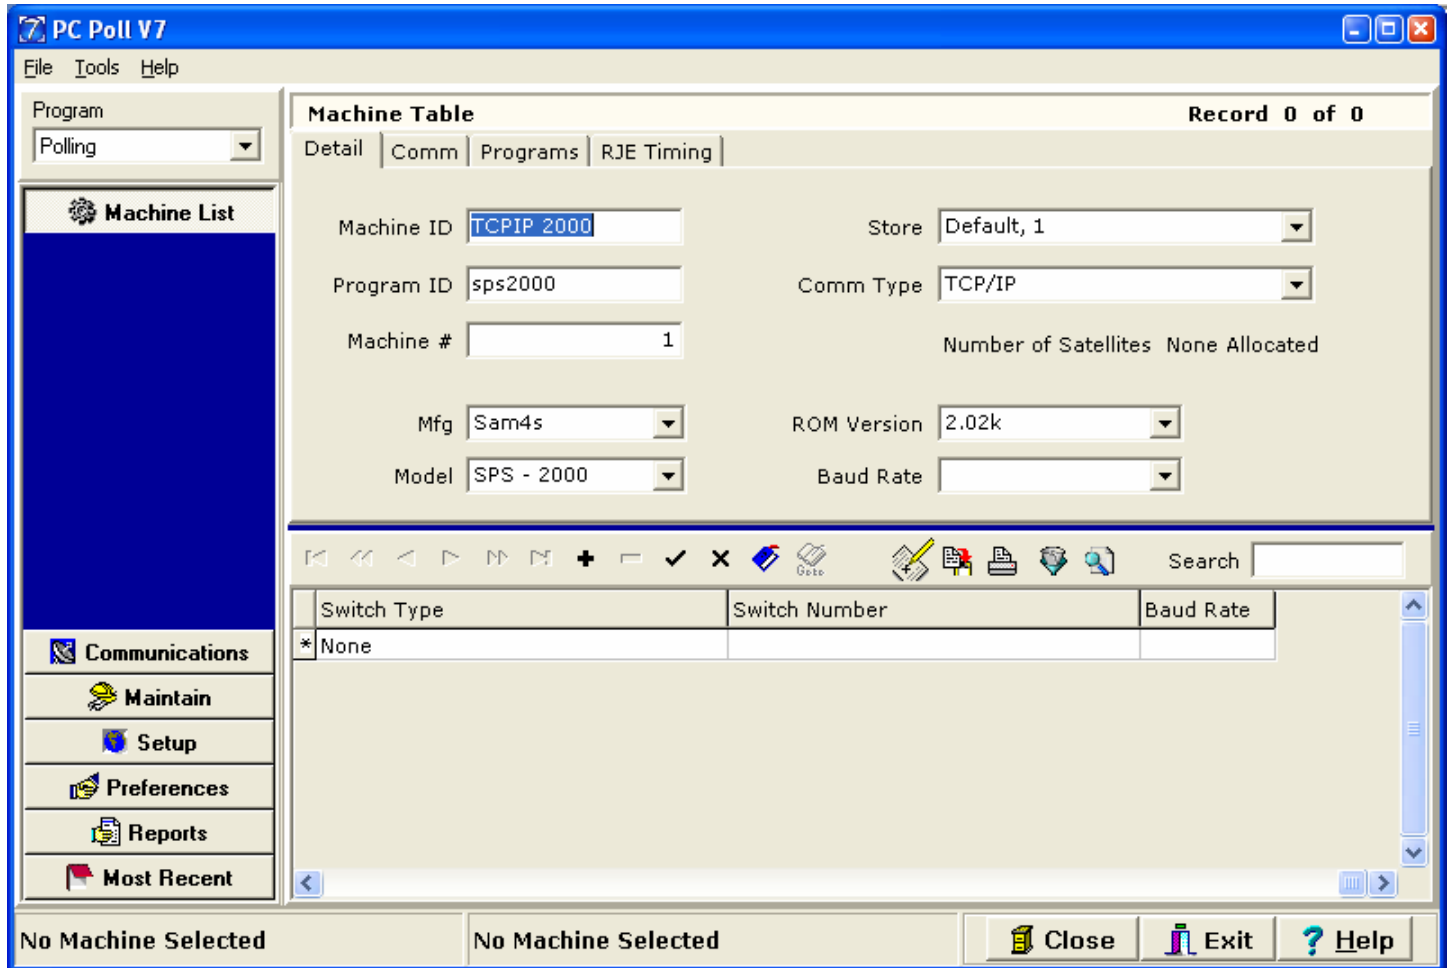 PC Poll V7
File Tools Help
Program
Polling
Machine List
Communications
Maintain
Setup
Preferences
Reports
Most Recent
Machine Table Record 0 of 0
Detail Comm Programs RJE Timing
Machine ID TCPIP 2000 Store Default, 1
Program ID sps2000 Comm Type TCP/IP
Machine # 1 Number of Satellites None Allocated
Mfg Sam4s ROM Version 2.02k
Model SPS - 2000 Baud Rate
Goto Search
Switch Type Switch Number Baud Rate
* None
No Machine Selected No Machine Selected Close Exit ? Help